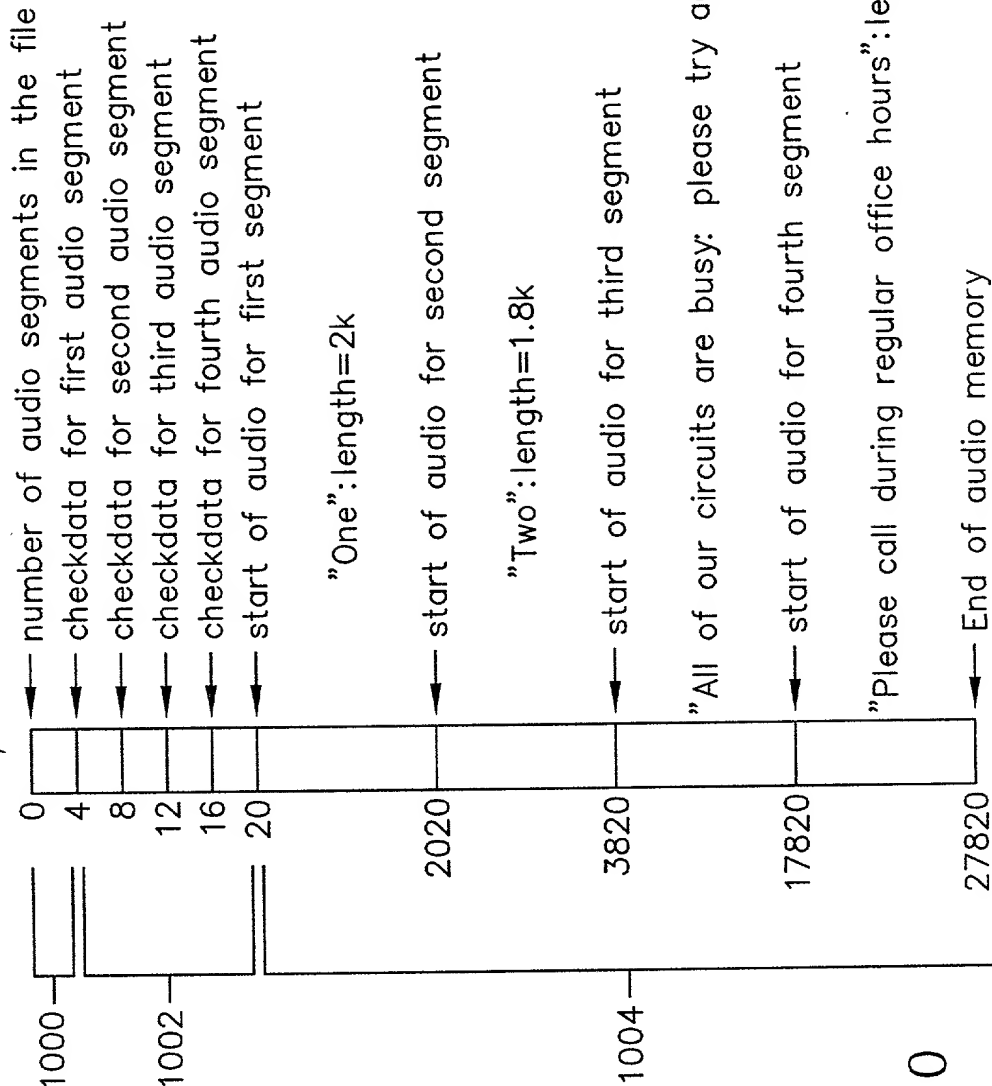 0 number of audio segments in the file
4 checkdata for first audio segment
8 checkdata for second audio segment
12 checkdata for third audio segment
16 checkdata for fourth audio segment
20 start of audio for first segment
"One":length=2k
2020 start of audio for second segment
"Two":length=1.8k
3820 start of audio for third segment
"All of our circuits are busy: please try a
17820 start of audio for fourth segment
"Please call during regular office hours":le
27820 End of audio memory
1000
1002
1004
0